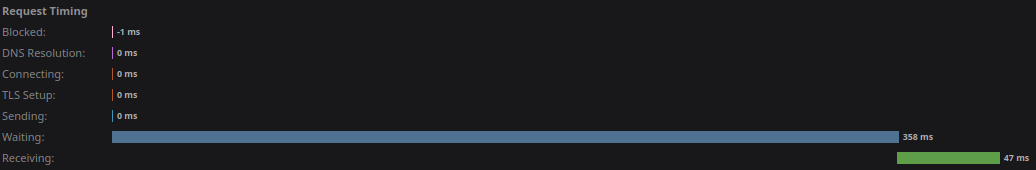 Request Timing
Blocked: -1 ms
DNS Resolution: 0 ms
Connecting: 0 ms
TLS Setup: 0 ms
Sending: 0 ms
Waiting: 358 ms
Receiving: 47 ms